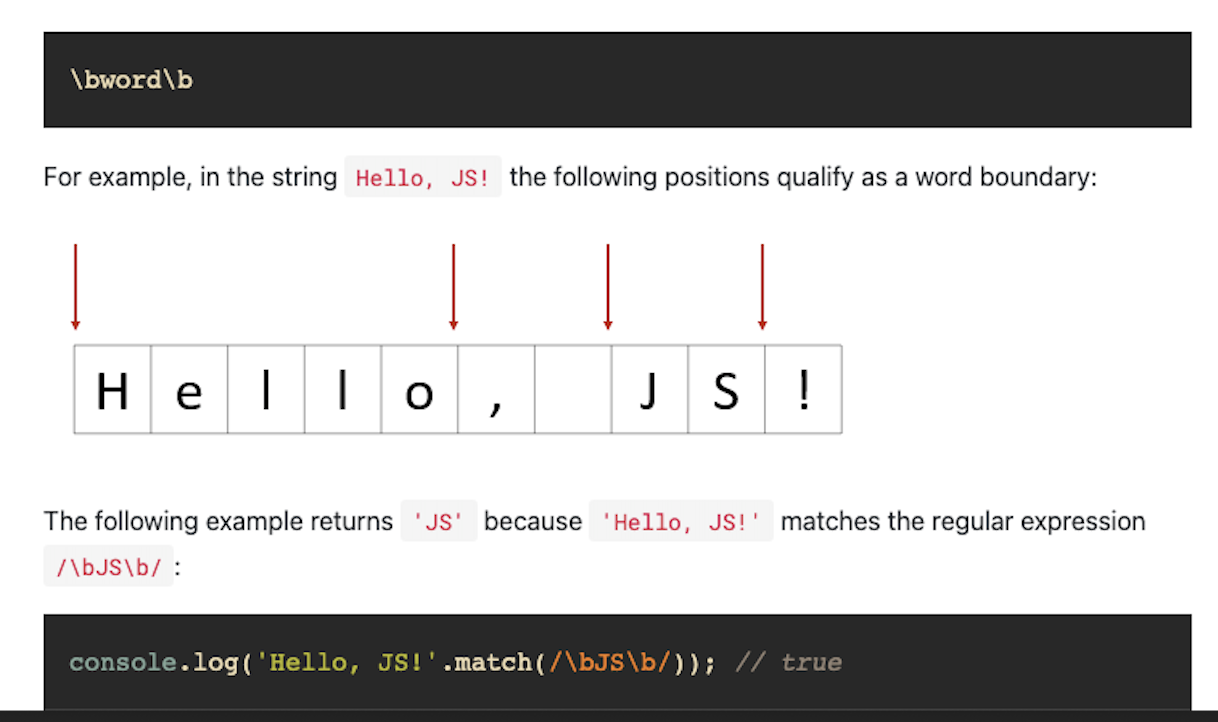 \bword\b
For example, in the string Hello, JS! the following positions qualify as a word boundary:
H e l l o ,   J S !
The following example returns 'JS' because 'Hello, JS!' matches the regular expression
/\bJS\b/ :
console.log('Hello, JS!'.match(/\bJS\b/)); // true